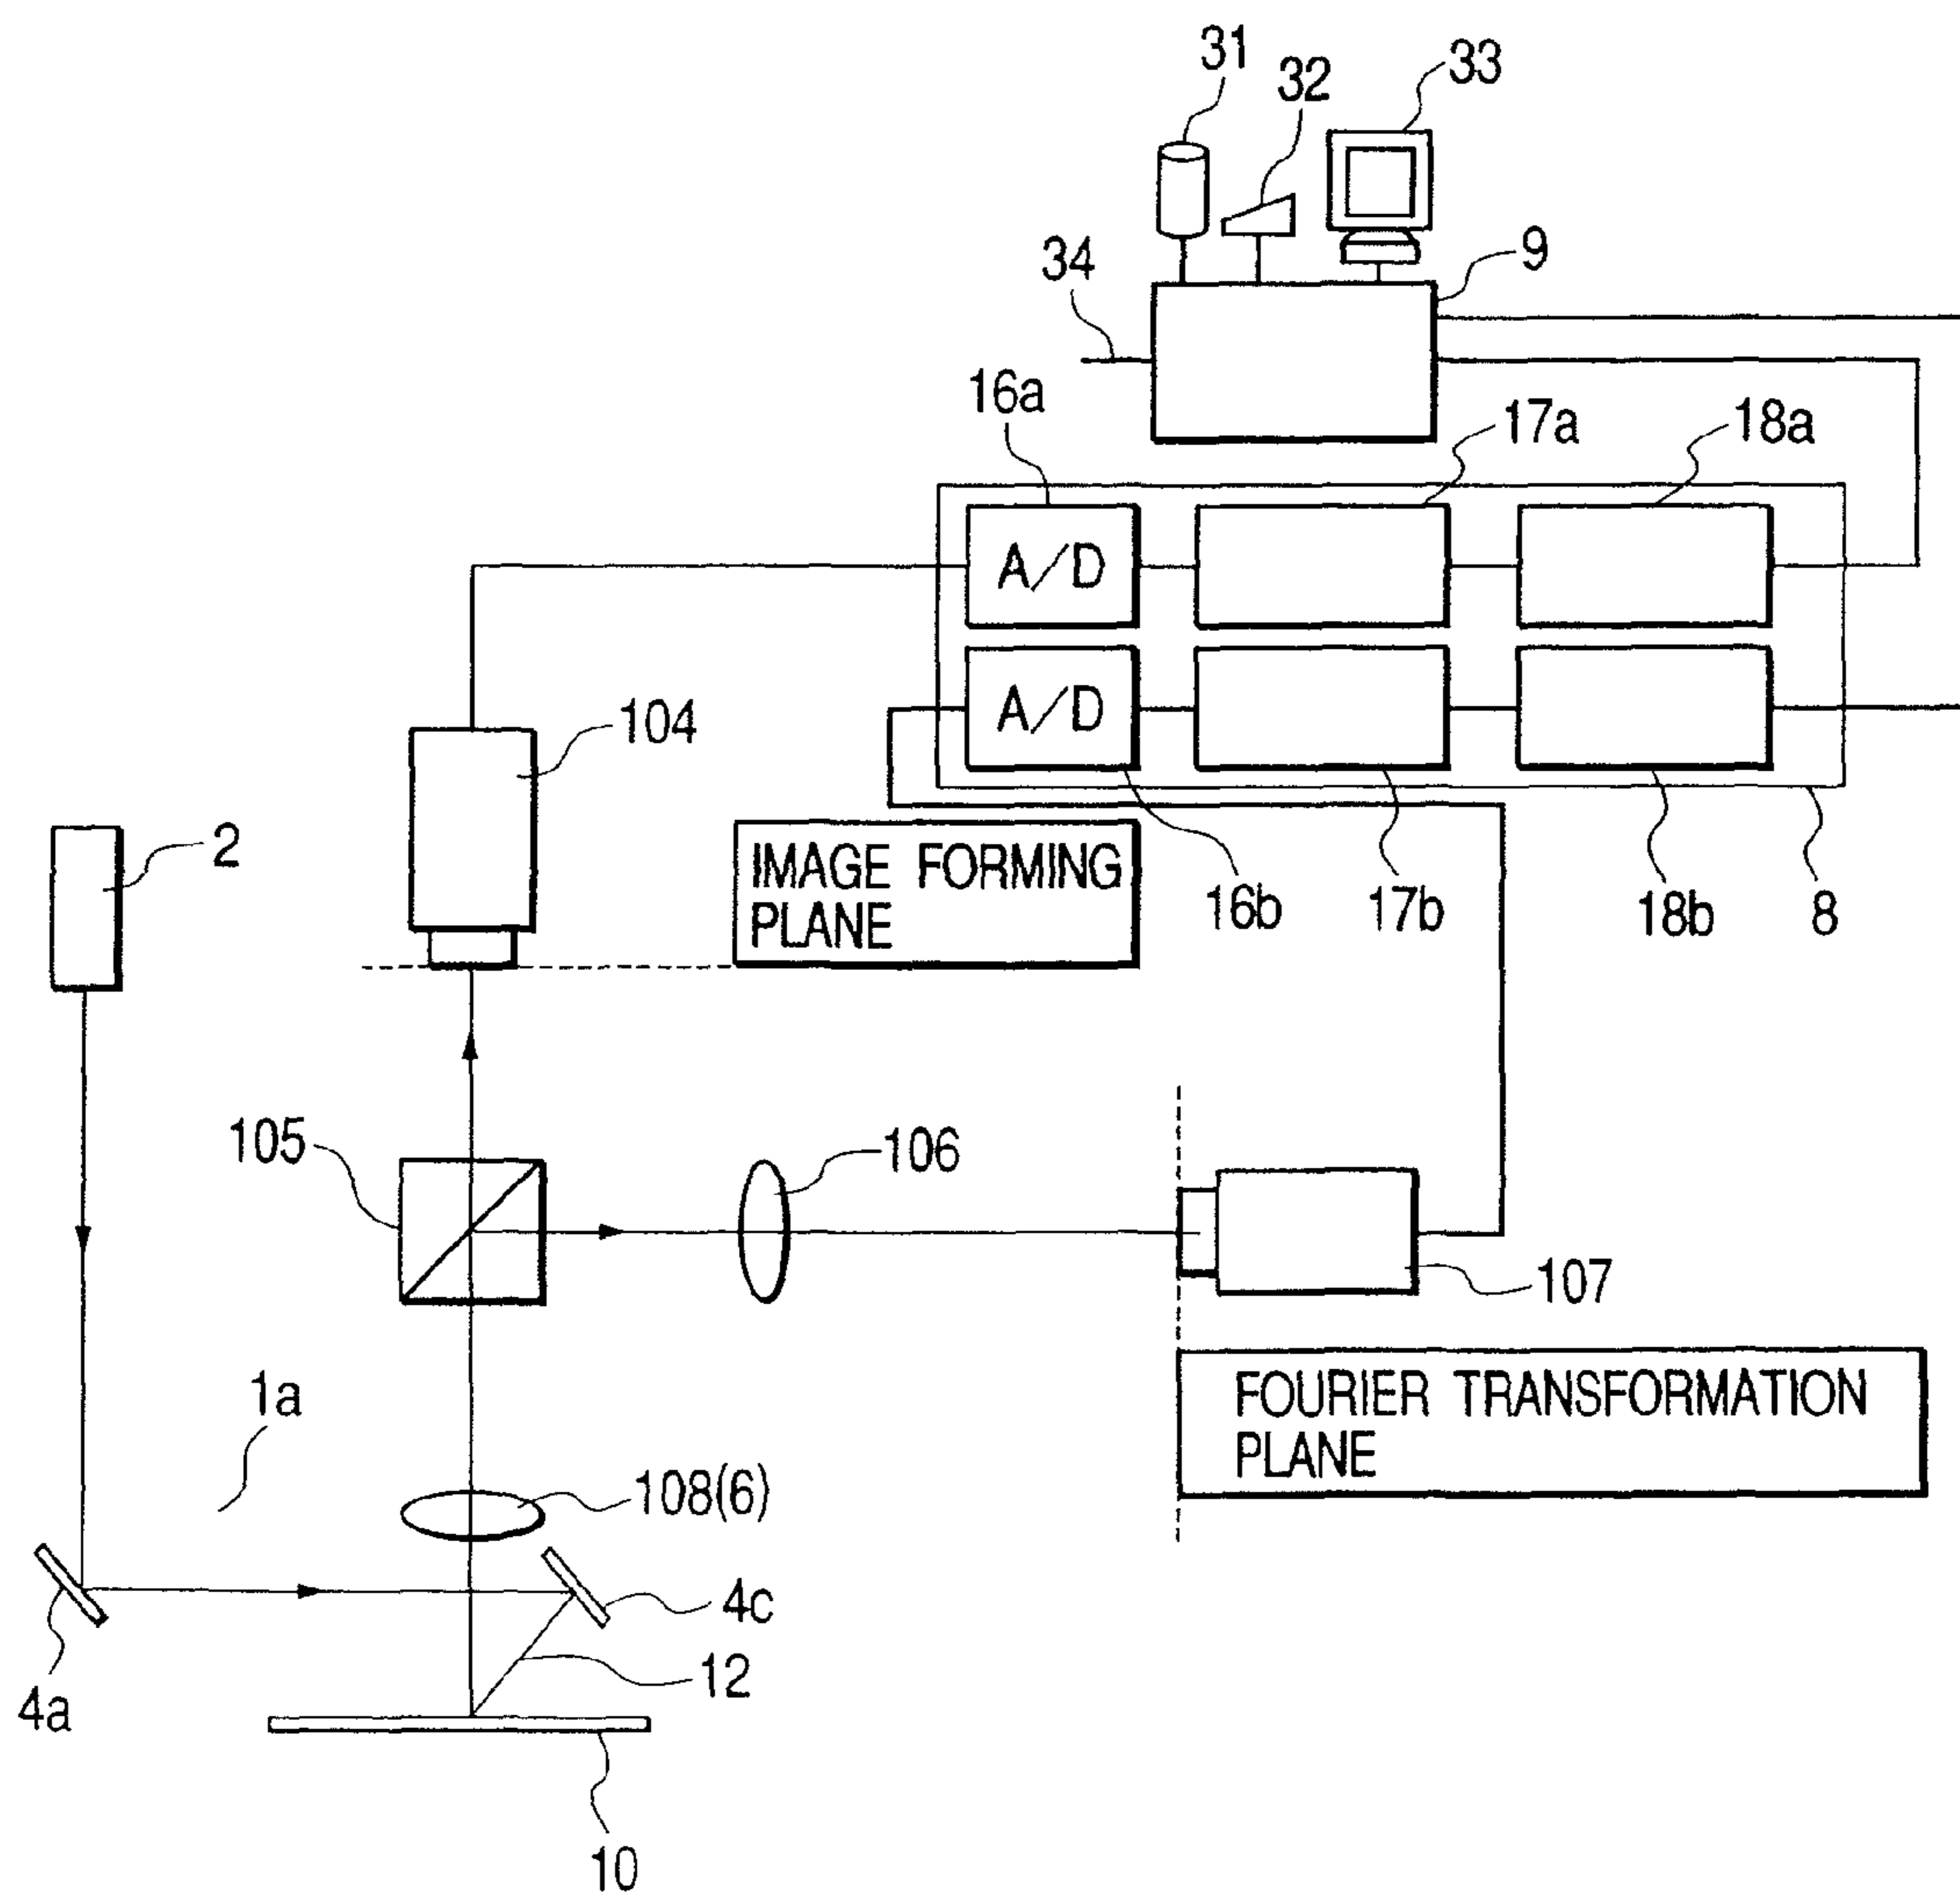 31
32
33
34
9
16a
17a
18a
A/D
A/D
104
2
IMAGE FORMING
PLANE
16b
17b
18b
8
105
106
107
1a
FOURIER TRANSFORMATION
PLANE
108(6)
4c
12
4a
10